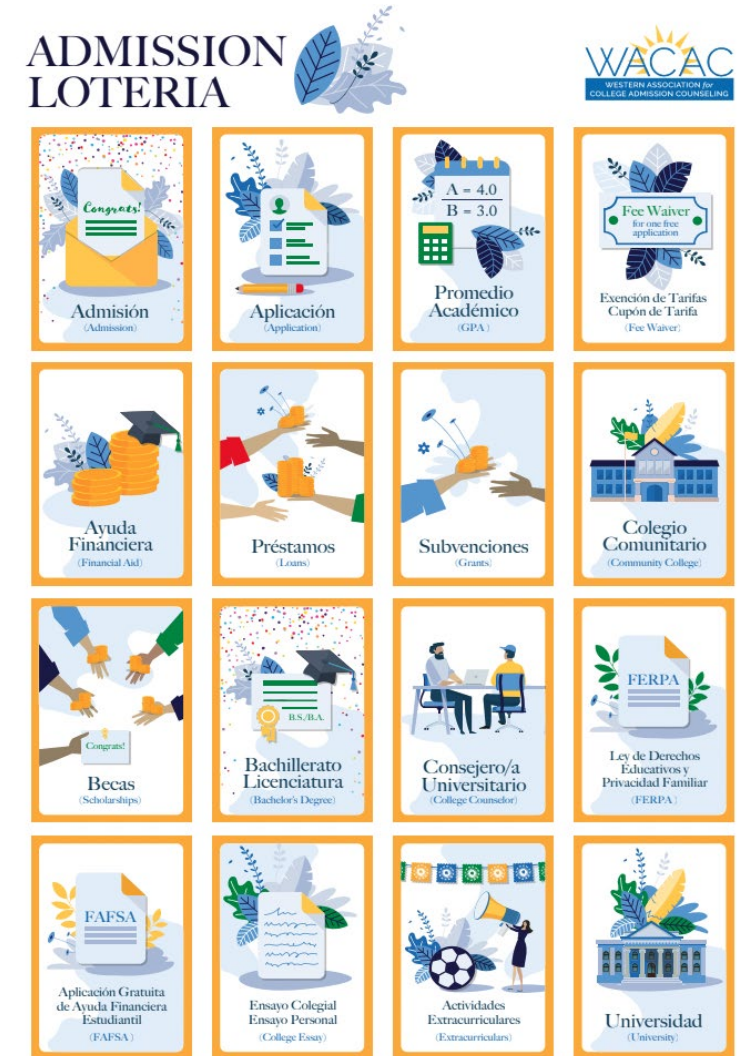 ADMISSION
LOTERIA
WACAC
WESTERN ASSOCIATION for
COLLEGE ADMISSION COUNSELING
Congrats!
Admisión
(Admission)
Aplicación
(Application)
A = 4.0
B = 3.0
Promedio
Académico
(GPA )
Fee Waiver
for one free
application
Exención de Tarifas
Cupón de Tarifa
(Fee Waiver)
Ayuda
Financiera
(Financial Aid)
Préstamos
(Loans)
Subvenciones
(Grants)
Colegio
Comunitario
(Community College)
Congrats!
Becas
(Scholarships)
B.S./B.A.
Bachillerato
Licenciatura
(Bachelor's Degree)
Consejero/a
Universitario
(College Counselor)
FERPA
Ley de Derechos
Educativos y
Privacidad Familiar
(FERPA )
FAFSA
Aplicación Gratuita
de Ayuda Financiera
Estudiantil
(FAFSA )
Ensayo Colegial
Ensayo Personal
(College Essay)
Actividades
Extracurriculares
(Extracurriculars)
Universidad
(University)